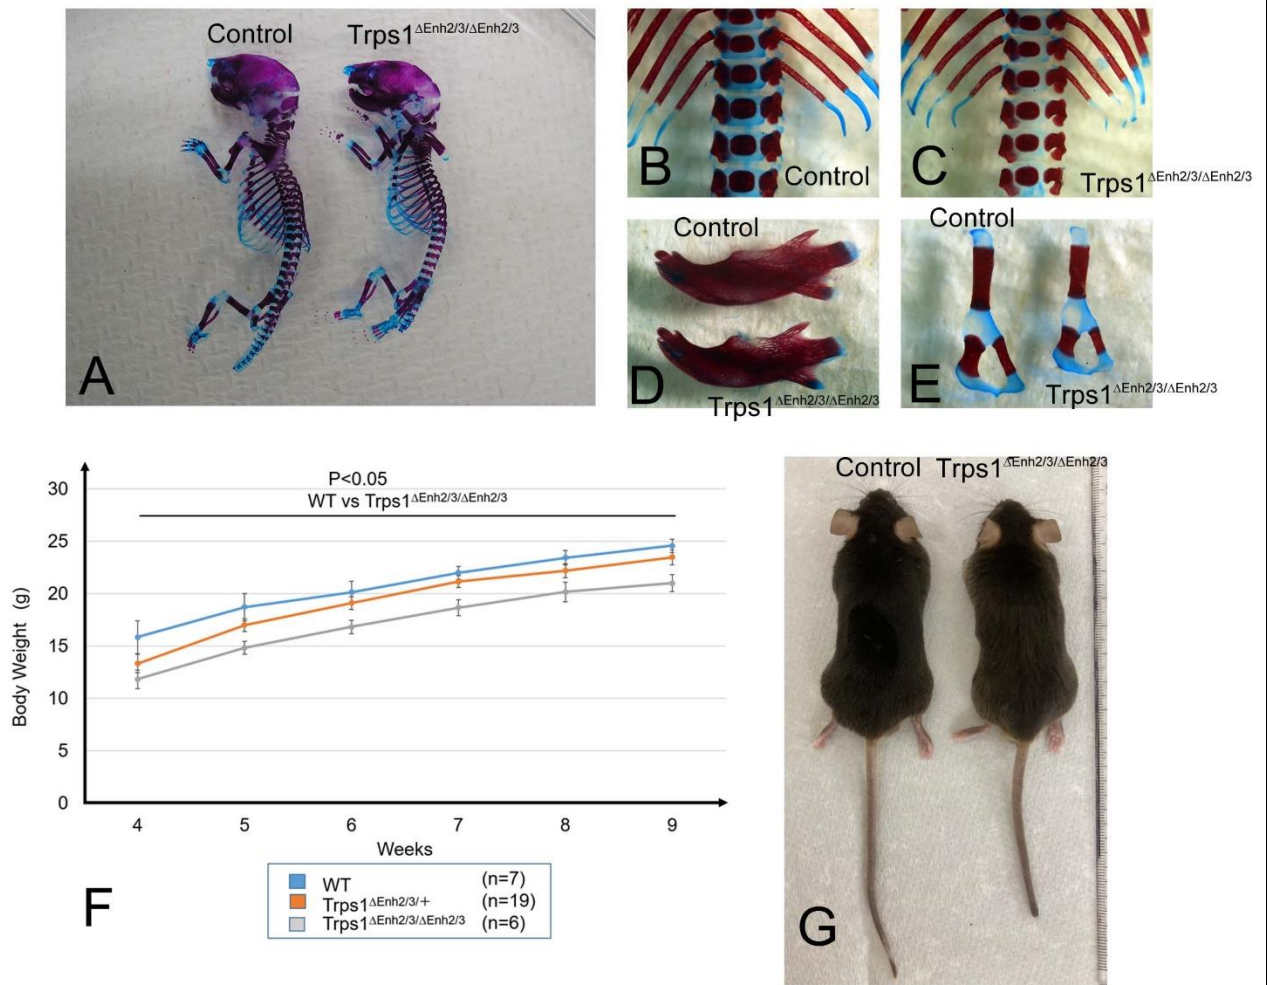 Control
Trps1ΔEnh2/3/ΔEnh2/3
A
B
Control
C
Trps1ΔEnh2/3/ΔEnh2/3
Control
D
Trps1ΔEnh2/3/ΔEnh2/3
Control
E
Trps1ΔEnh2/3/ΔEnh2/3
P<0.05
WT vs Trps1ΔEnh2/3/ΔEnh2/3
Body Weight (g)
30
25
20
15
10
5
0
4 5 6 7 8 9
Weeks
WT (n=7)
Trps1ΔEnh2/3/+ (n=19)
Trps1ΔEnh2/3/ΔEnh2/3 (n=6)
F
Control Trps1ΔEnh2/3/ΔEnh2/3
G